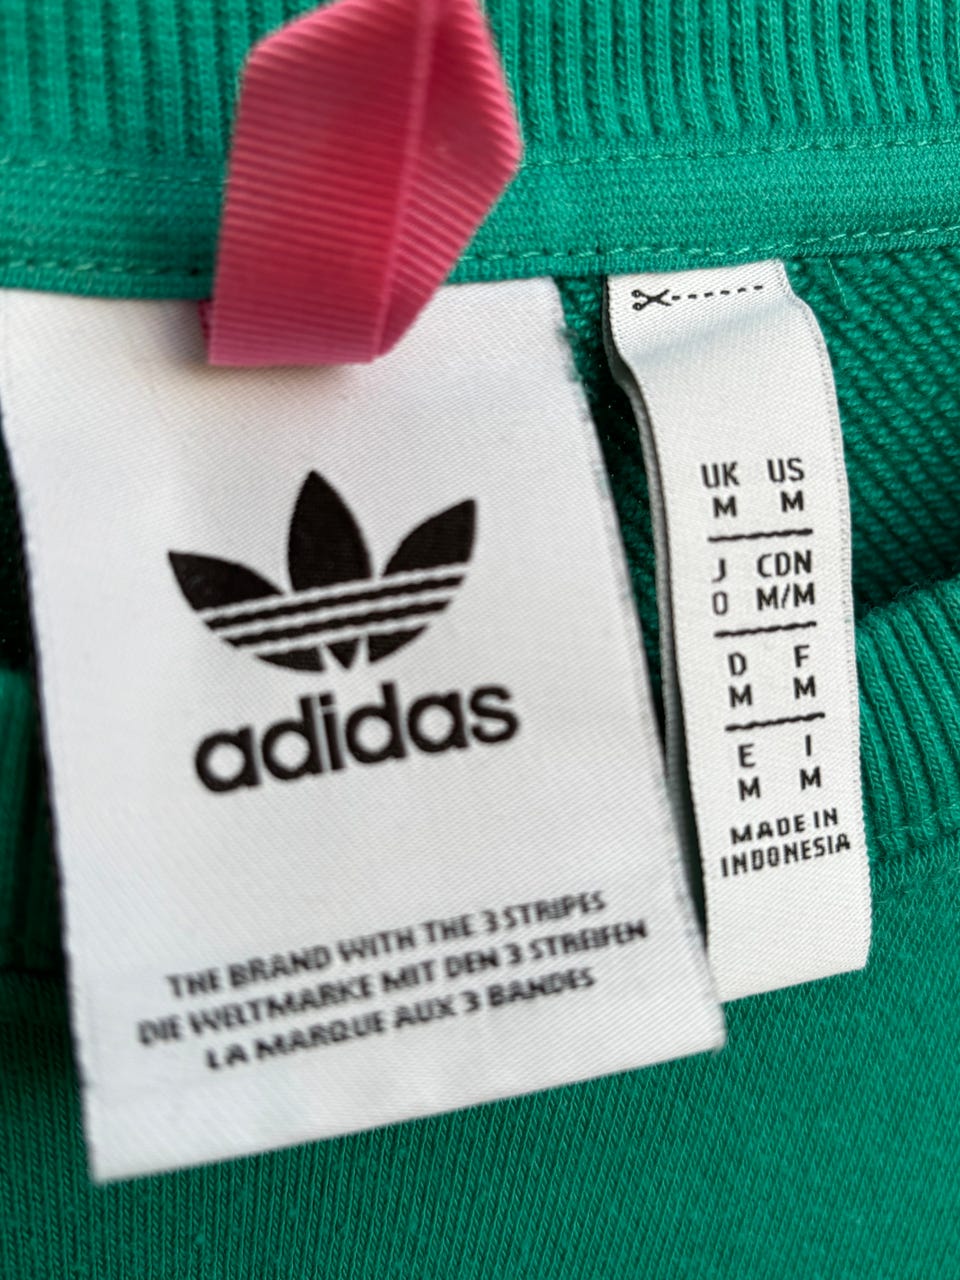 adidas
THE BRAND WITH THE 3 STRIPES
DIE WELTMARKE MIT DEN 3 STREIFEN
LA MARQUE AUX 3 BANDES
UK US
M M
J CDN
O M/M
D F
M M
E I
M M
MADE IN
INDONESIA